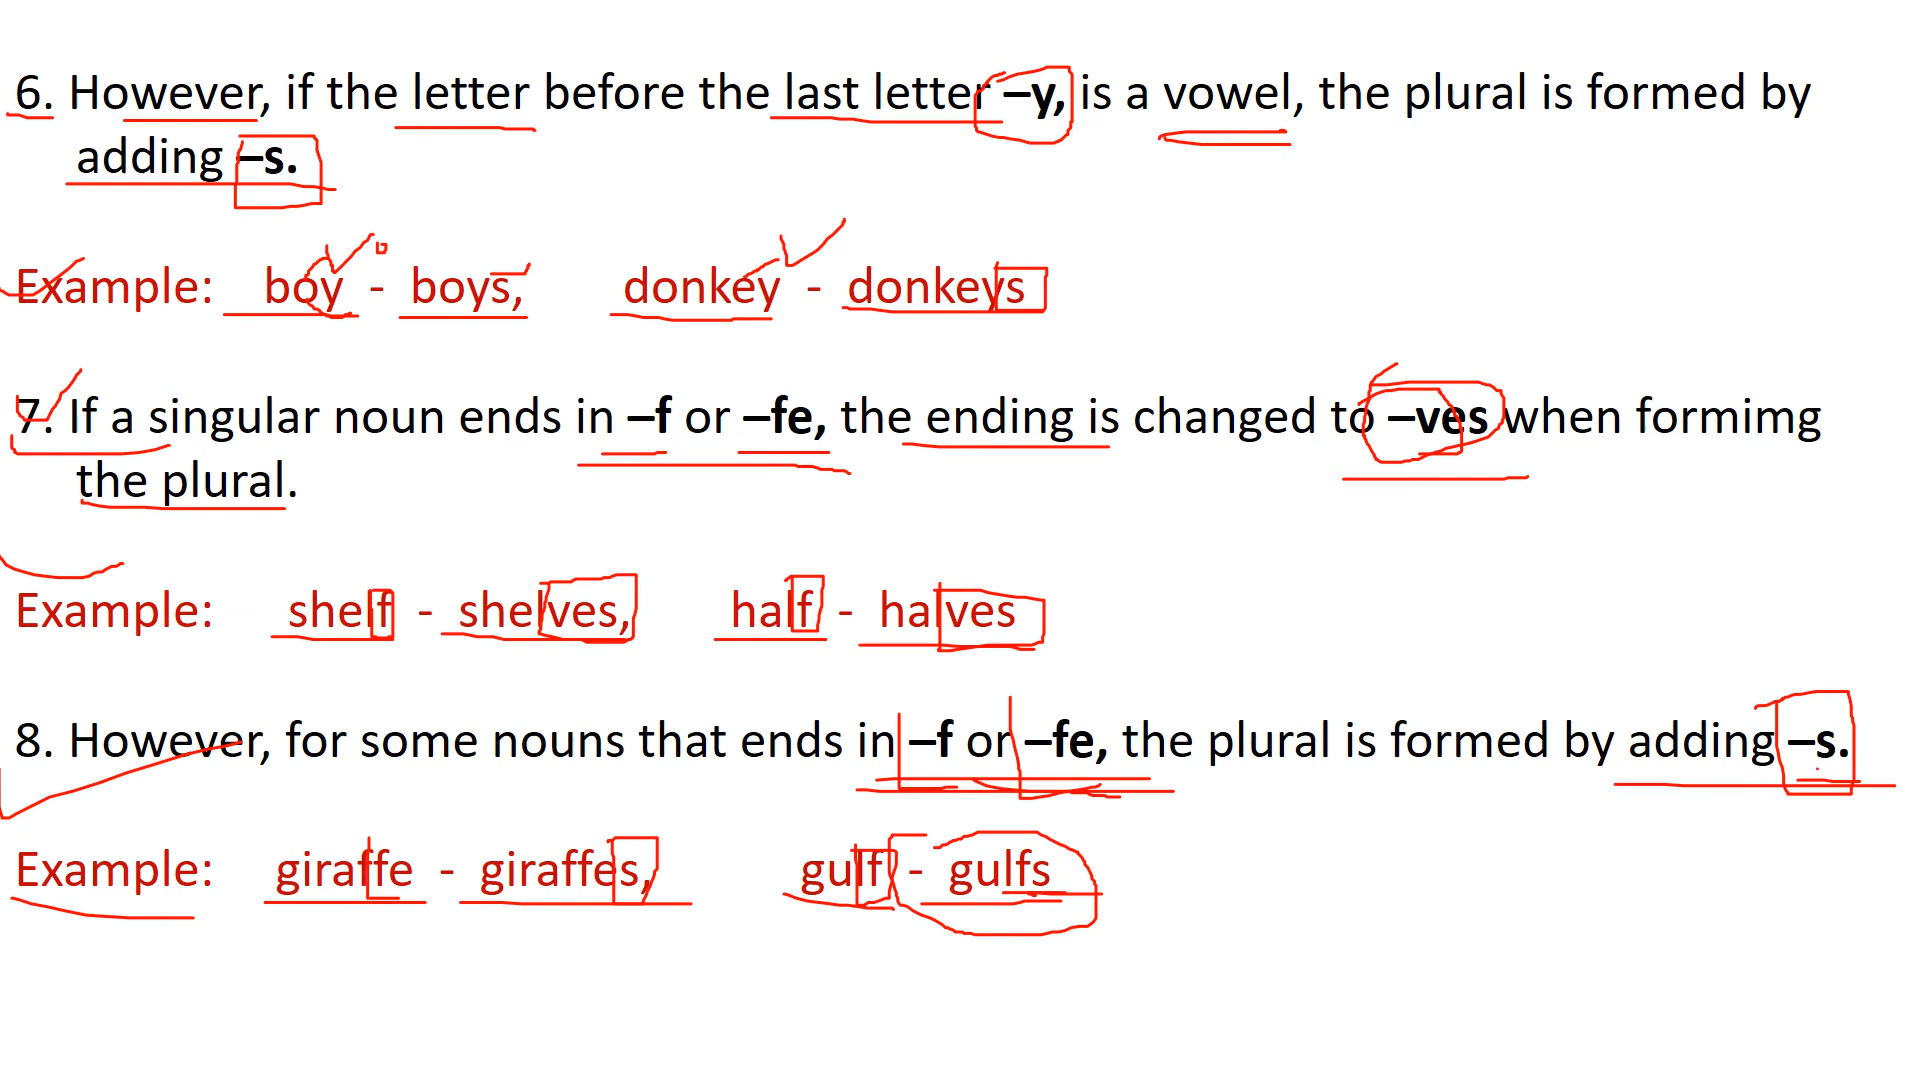 6. However, if the letter before the last letter –y, is a vowel, the plural is formed by
adding –s.
Example: boy - boys, donkey - donkeys
7. If a singular noun ends in –f or –fe, the ending is changed to –ves when formimg
the plural.
Example: shelf - shelves, half - halves
8. However, for some nouns that ends in –f or –fe, the plural is formed by adding –s.
Example: giraffe - giraffes, gulf - gulfs